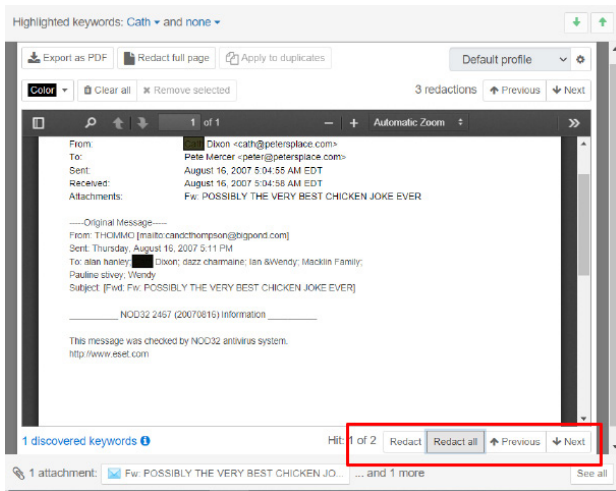 Highlighted keywords: Cath and none
Export as PDF Redact full page Apply to duplicates Default profile
Color Clear all Remove selected 3 redactions Previous Next
1 of 1 Automatic Zoom
From: Dixon <cath@petersplace.com>
To: Pete Mercer <peter@petersplace.com>
Sent: August 16, 2007 5:04:55 AM EDT
Received: August 16, 2007 5:04:58 AM EDT
Attachments: Fw: POSSIBLY THE VERY BEST CHICKEN JOKE EVER
-----Original Message-----
From: THOMMO [mailto:candcthompson@bigpond.com]
Sent: Thursday, August 16, 2007 5:11 PM
To: alan hanley; Dixon; dazz charmaine; Ian &Wendy; Macklin Family;
Pauline stivey; Wendy
Subject: [Fwd: Fw: POSSIBLY THE VERY BEST CHICKEN JOKE EVER]
__________ NOD32 2467 (20070816) Information __________
This message was checked by NOD32 antivirus system.
http://www.eset.com
1 discovered keywords Hit: 1 of 2 Redact Redact all Previous Next
1 attachment: Fw: POSSIBLY THE VERY BEST CHICKEN JO... ... and 1 more See all